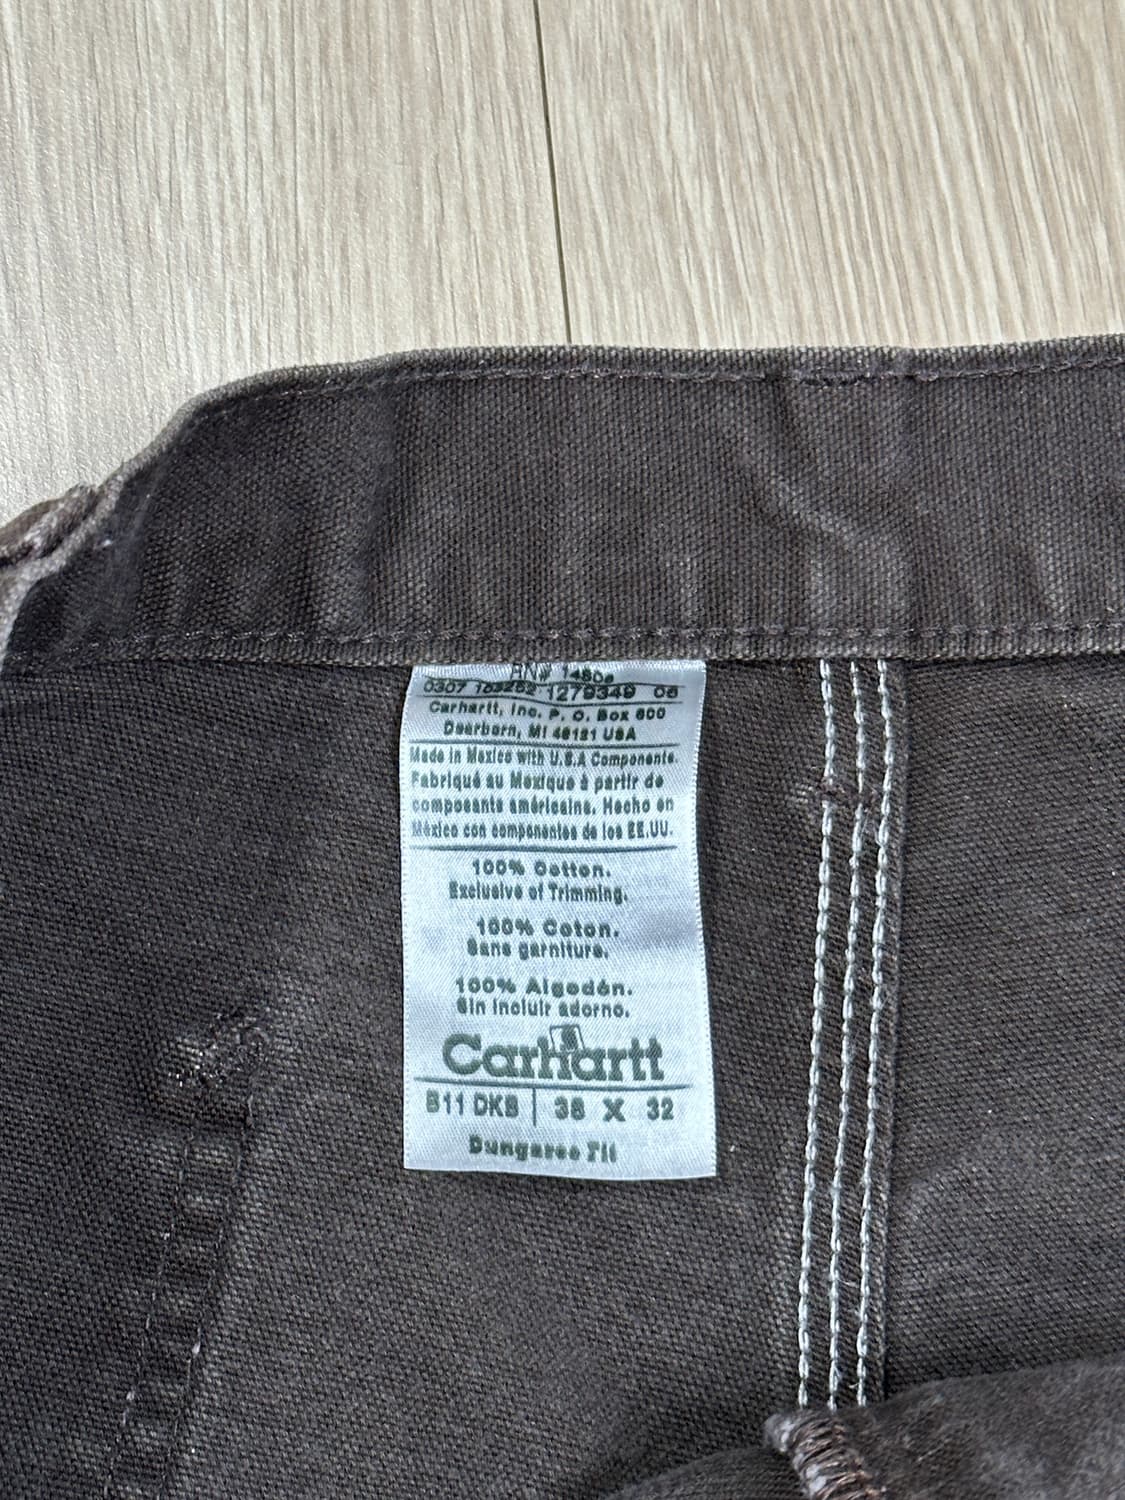 RN# 14806
0307 103252 1279349 06
Carhartt, Inc. P. O. Box 600
Dearborn, MI 48121 USA
Made in Mexico with U.S.A Components.
Fabriqué au Mexique à partir de
composants américains. Hecho en
México con componentes de los EE.UU.
100% Cotton.
Exclusive of Trimming.
100% Coton.
Sans garniture.
100% Algodón.
Sin incluir adorno.
Carhartt
B11 DKB 38 X 32
Dungaree Fit